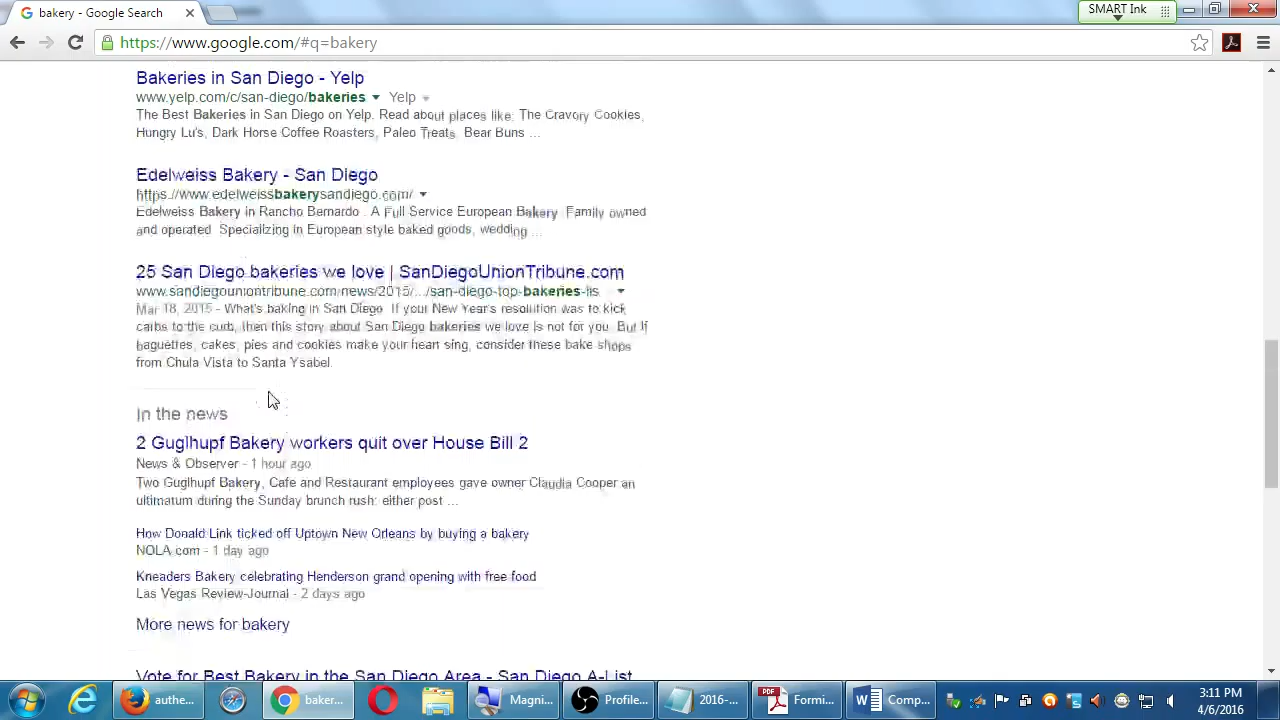 bakery - Google Search
SMART Ink
https://www.google.com/#q=bakery
Bakeries in San Diego - Yelp
www.yelp.com/c/san-diego/bakeries Yelp
The Best Bakeries in San Diego on Yelp. Read about places like: The Cravory Cookies,
Hungry Lu's, Dark Horse Coffee Roasters, Paleo Treats, Bear Buns ...
Edelweiss Bakery - San Diego
https://www.edelweissbakerysandiego.com/
Edelweiss Bakery in Rancho Bernardo . A Full Service European Bakery. Family owned
and operated. Specializing in European style baked goods, wedding ...
25 San Diego bakeries we love | SanDiegoUnionTribune.com
www.sandiegouniontribune.com/news/2015/.../san-diego-top-bakeries-lis
Mar 18, 2015 - What's baking in San Diego. If your New Year's resolution was to kick
carbs to the curb, then this story about San Diego bakeries we love is not for you. But if
baguettes, cakes, pies and cookies make your heart sing, consider these bake shops
from Chula Vista to Santa Ysabel.
In the news
2 Guglhupf Bakery workers quit over House Bill 2
News & Observer - 1 hour ago
Two Guglhupf Bakery, Cafe and Restaurant employees gave owner Claudia Cooper an
ultimatum during the Sunday brunch rush: either post ...
How Donald Link ticked off Uptown New Orleans by buying a bakery
NOLA.com - 1 day ago
Kneaders Bakery celebrating Henderson grand opening with free food
Las Vegas Review-Journal - 2 days ago
More news for bakery
Vote for Best Bakery in the San Diego Area - San Diego A-List
authe...
baker...
Magni...
Profile...
2016-...
PDF
Formi...
Comp...
3:11 PM
4/6/2016